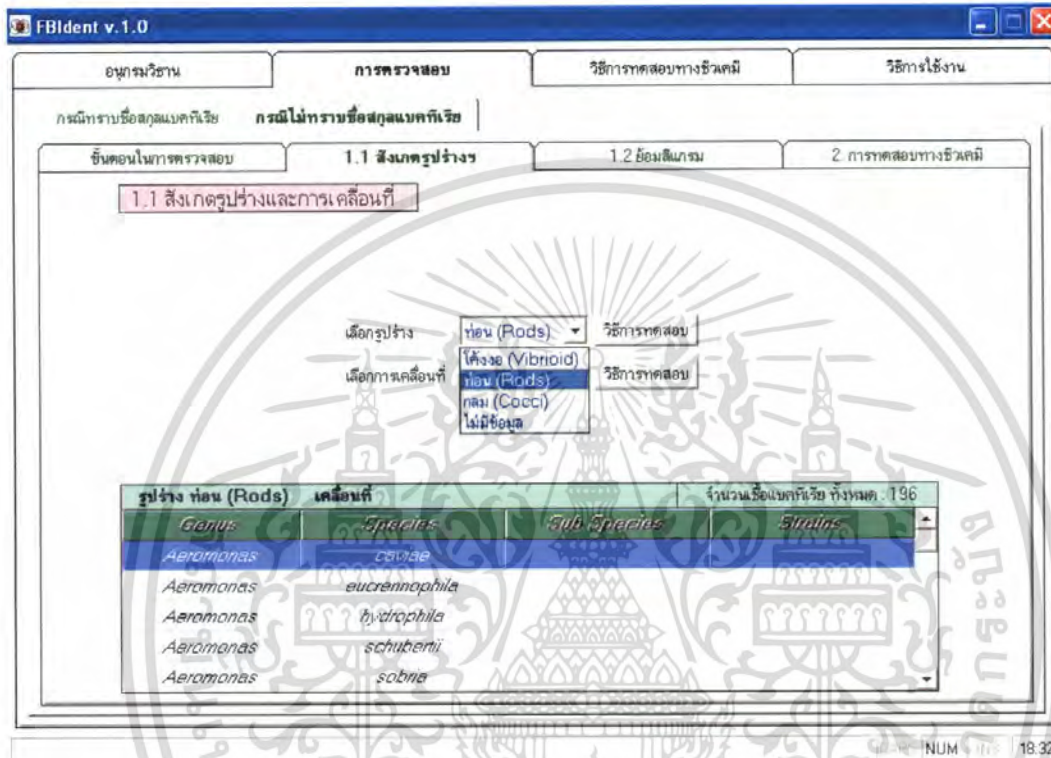 FBIdent v.1.0
อนุกรมวิธาน การตรวจสอบ วิธีการทดสอบทางชีวเคมี วิธีการใช้งาน
กรณีทราบชื่อสกุลแบคทีเรีย กรณีไม่ทราบชื่อสกุลแบคทีเรีย
ขั้นตอนในการตรวจสอบ 1.1 สังเกตรูปร่างฯ 1.2 ย้อมสีแกรม 2. การทดสอบทางชีวเคมี
1.1 สังเกตรูปร่างและการเคลื่อนที่
เลือกรูปร่าง ท่อน (Rods) วิธีการทดสอบ
โค้งงอ (Vibrioid)
เลือกการเคลื่อนที่ ท่อน (Rods) วิธีการทดสอบ
กลม (Cocci)
ไม่มีข้อมูล
รูปร่าง ท่อน (Rods) เคลื่อนที่ จำนวนเชื้อแบคทีเรีย ทั้งหมด : 196
Genus Species Sub Species Strains
Aeromonas caviae
Aeromonas eucrennophila
Aeromonas hydrophila
Aeromonas schubertii
Aeromonas sobria
NUM 18:32